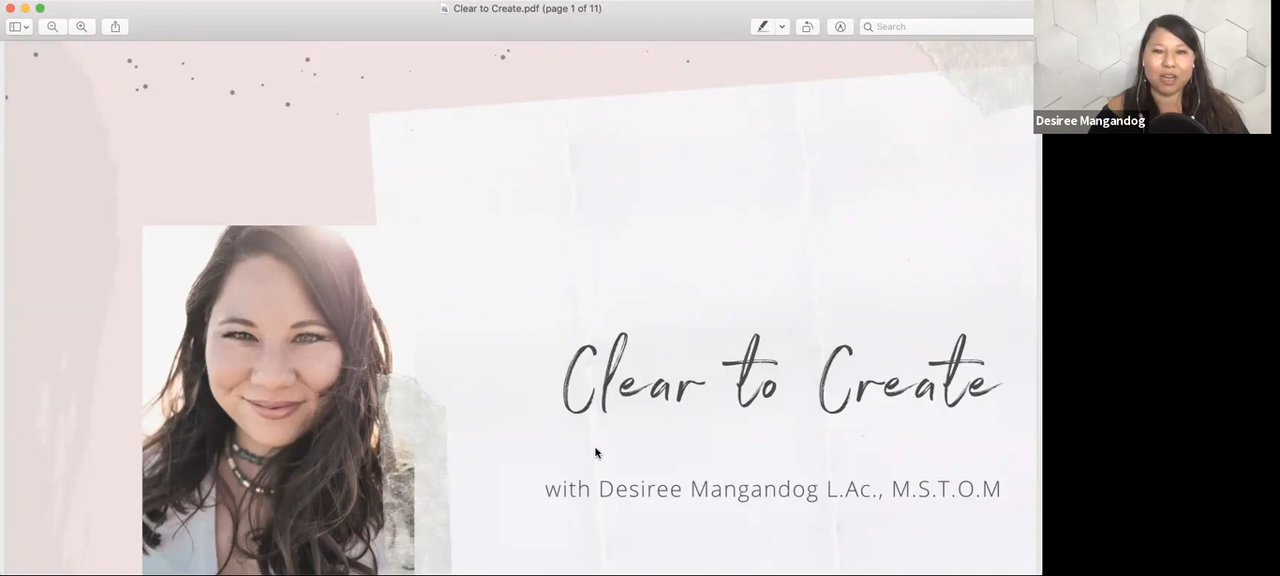 Clear to Create.pdf (page 1 of 11)
Search
Desiree Mangandog
Clear to Create
with Desiree Mangandog L.Ac., M.S.T.O.M